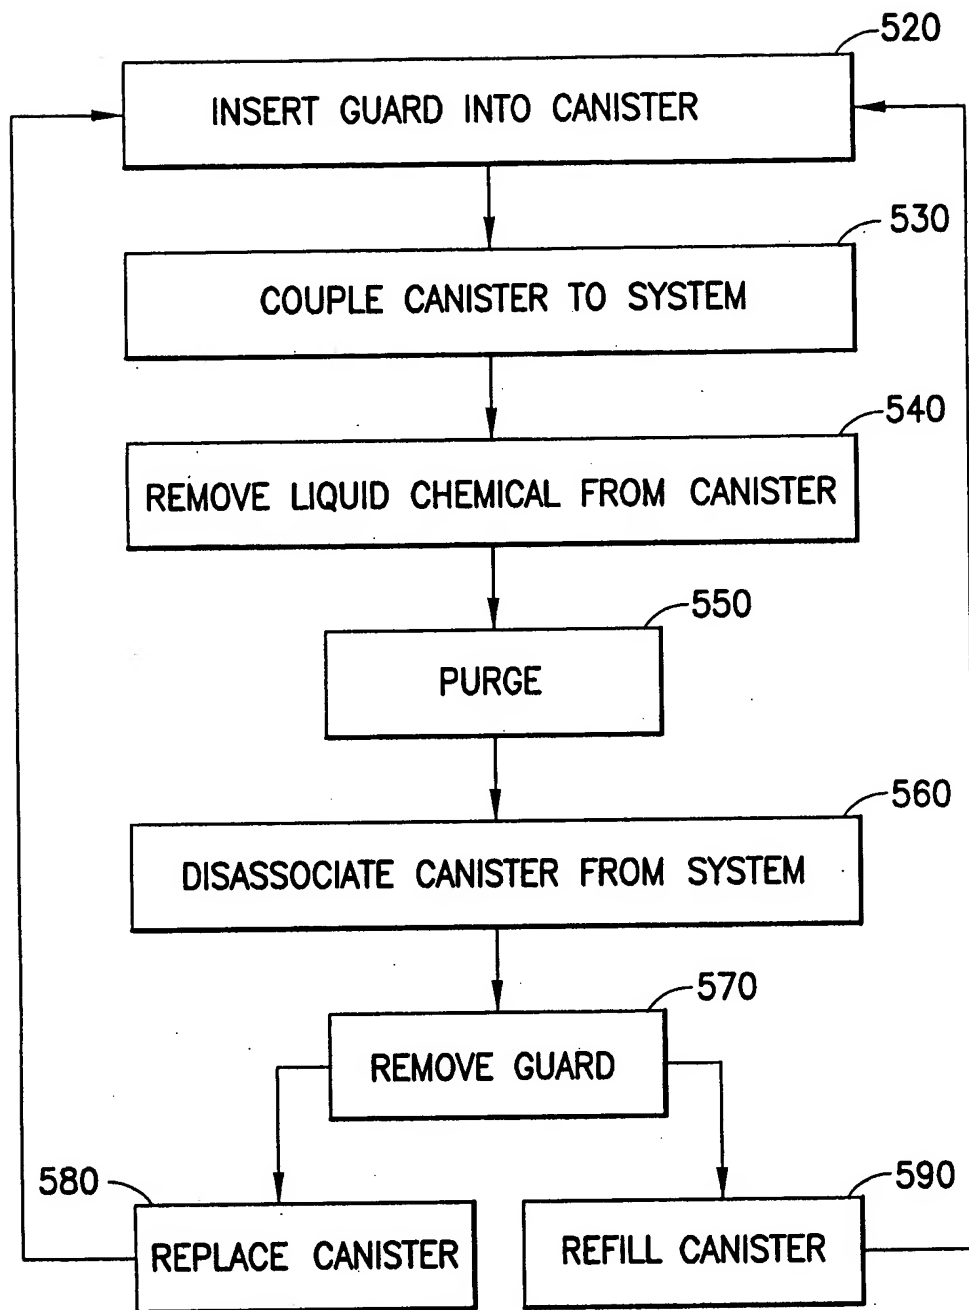 520
INSERT GUARD INTO CANISTER
530
COUPLE CANISTER TO SYSTEM
540
REMOVE LIQUID CHEMICAL FROM CANISTER
550
PURGE
560
DISASSOCIATE CANISTER FROM SYSTEM
570
REMOVE GUARD
580
REPLACE CANISTER
590
REFILL CANISTER